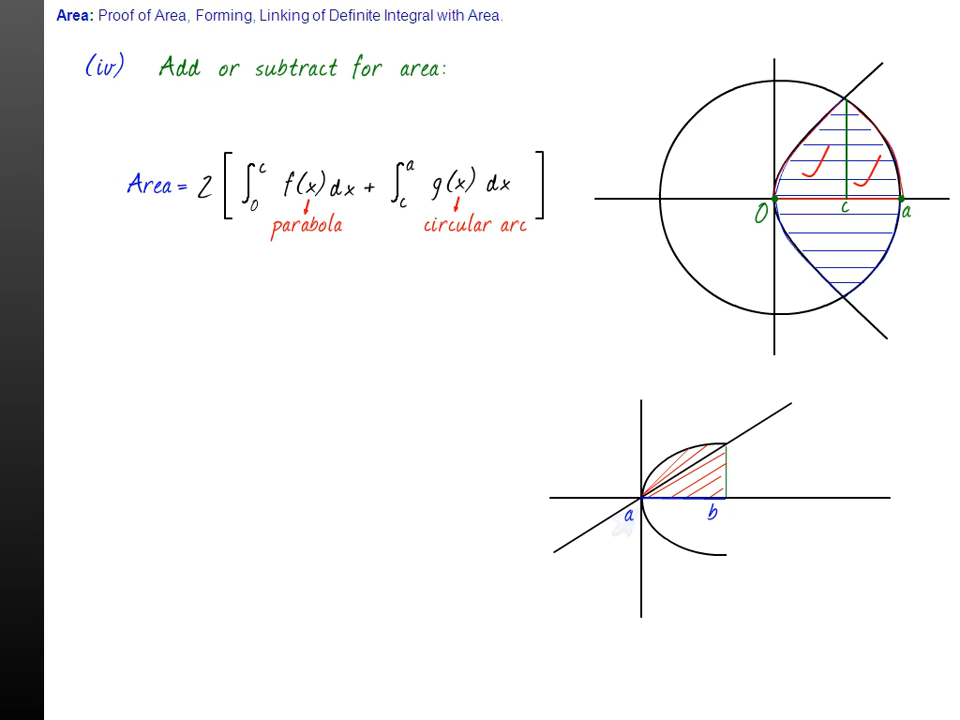 Area: Proof of Area, Forming, Linking of Definite Integral with Area.
(iv) Add or subtract for area:
Area = 2 [ ∫₀ᶜ f(x) dx + ∫ᶜᵃ g(x) dx ]
parabola circular arc
O c a
a b